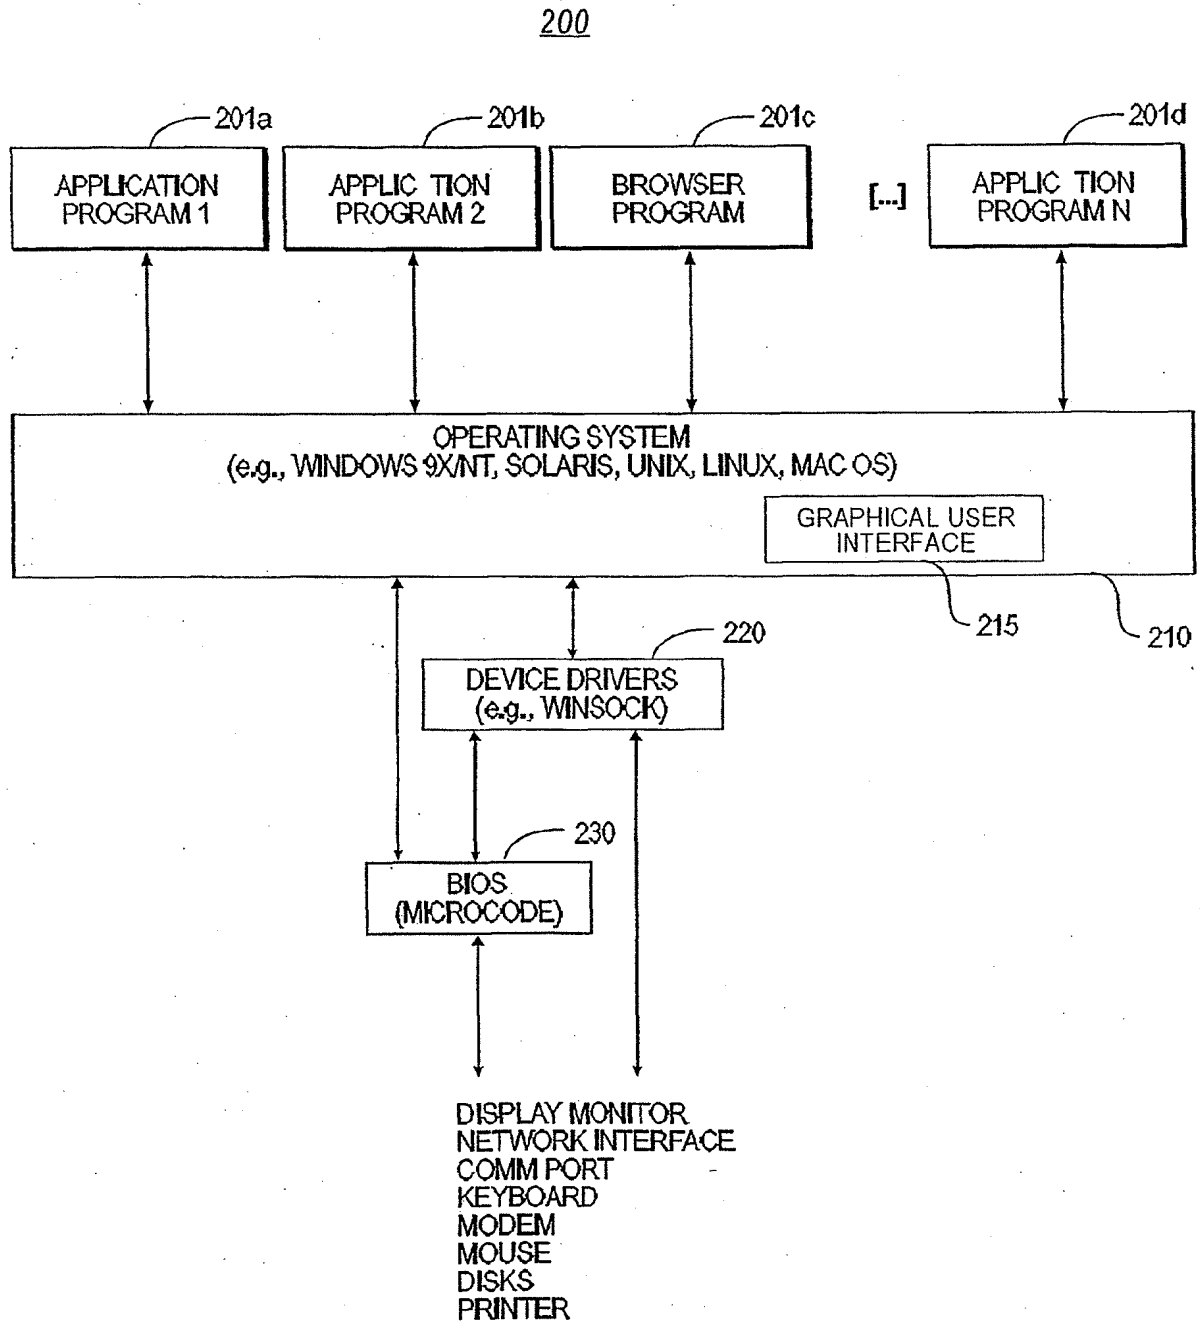 200
201a
201b
201c
201d
APPLICATION
PROGRAM 1
APPLIC TION
PROGRAM 2
BROWSER
PROGRAM
[...]
APPLIC TION
PROGRAM N
OPERATING SYSTEM
(e.g., WINDOWS 9X/NT, SOLARIS, UNIX, LINUX, MAC OS)
GRAPHICAL USER
INTERFACE
215
210
220
DEVICE DRIVERS
(e.g., WINSOCK)
230
BIOS
(MICROCODE)
DISPLAY MONITOR
NETWORK INTERFACE
COMM PORT
KEYBOARD
MODEM
MOUSE
DISKS
PRINTER